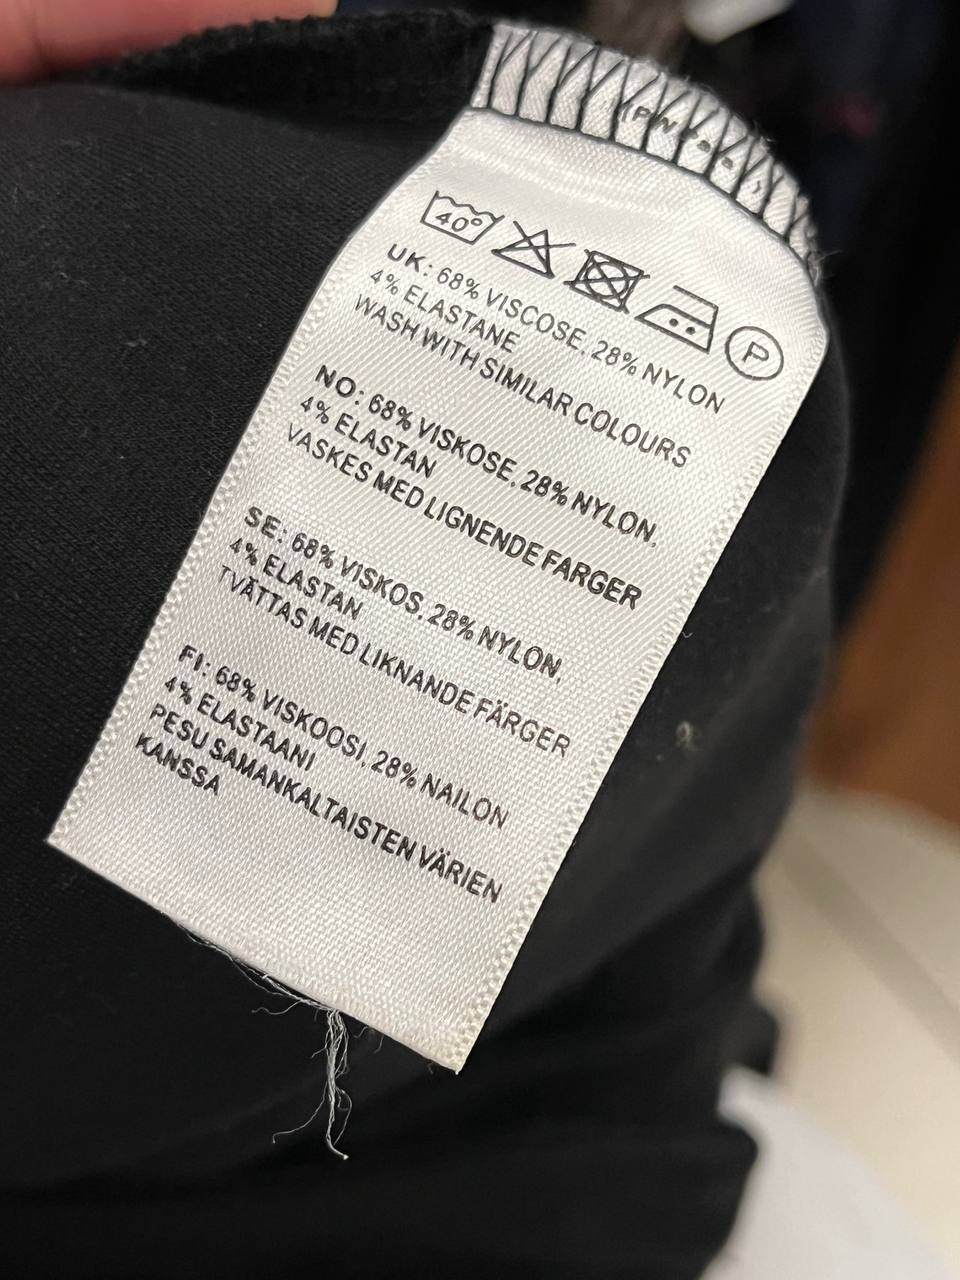 40°
P
UK: 68% VISCOSE, 28% NYLON
4% ELASTANE
WASH WITH SIMILAR COLOURS
NO: 68% VISKOSE, 28% NYLON,
4% ELASTAN
VASKES MED LIGNENDE FARGER
SE: 68% VISKOS, 28% NYLON,
4% ELASTAN
TVÄTTAS MED LIKNANDE FÄRGER
FI: 68% VISKOOSI, 28% NAILON
4% ELASTAANI
PESU SAMANKALTAISTEN VÄRIEN
KANSSA